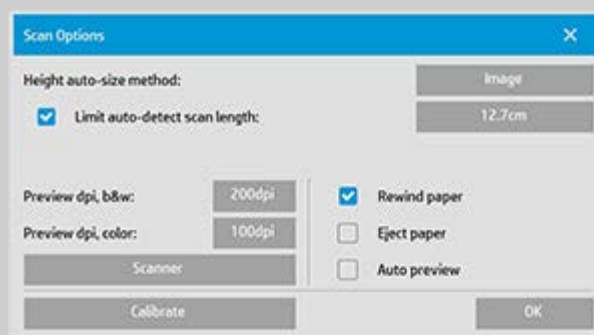 Scan Options
Height auto-size method: Image
Limit auto-detect scan length: 12.7cm
Preview dpi, b&w: 200dpi
Rewind paper
Preview dpi, color: 100dpi
Eject paper
Scanner
Auto preview
Calibrate
OK